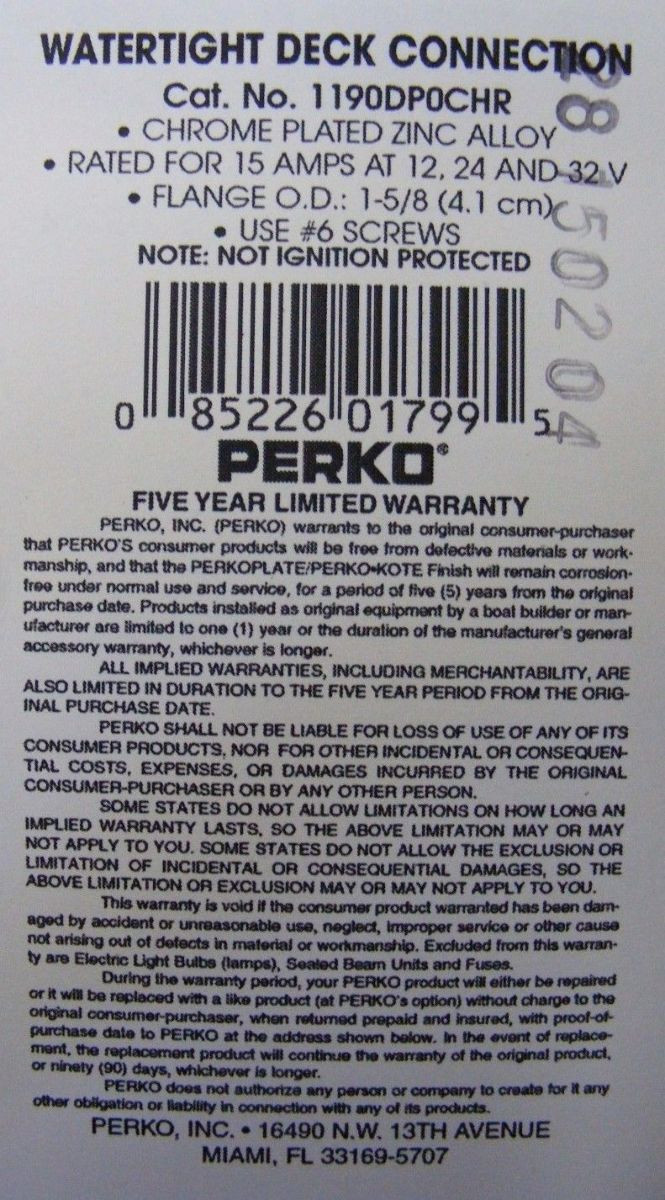 WATERTIGHT DECK CONNECTION
Cat. No. 1190DP0CHR
• CHROME PLATED ZINC ALLOY
• RATED FOR 15 AMPS AT 12, 24 AND 32 V
• FLANGE O.D.: 1-5/8 (4.1 cm)
• USE #6 SCREWS
NOTE: NOT IGNITION PROTECTED
28 150204
0 85226 01799 5
PERKO®
FIVE YEAR LIMITED WARRANTY
PERKO, INC. (PERKO) warrants to the original consumer-purchaser
that PERKO'S consumer products will be free from defective materials or work-
manship, and that the PERKOPLATE/PERKO•KOTE Finish will remain corrosion-
free under normal use and service, for a period of five (5) years from the original
purchase date. Products installed as original equipment by a boat builder or man-
ufacturer are limited to one (1) year or the duration of the manufacturer's general
accessory warranty, whichever is longer.
ALL IMPLIED WARRANTIES, INCLUDING MERCHANTABILITY, ARE
ALSO LIMITED IN DURATION TO THE FIVE YEAR PERIOD FROM THE ORIG-
INAL PURCHASE DATE.
PERKO SHALL NOT BE LIABLE FOR LOSS OF USE OF ANY OF ITS
CONSUMER PRODUCTS, NOR FOR OTHER INCIDENTAL OR CONSEQUEN-
TIAL COSTS, EXPENSES, OR DAMAGES INCURRED BY THE ORIGINAL
CONSUMER-PURCHASER OR BY ANY OTHER PERSON.
SOME STATES DO NOT ALLOW LIMITATIONS ON HOW LONG AN
IMPLIED WARRANTY LASTS, SO THE ABOVE LIMITATION MAY OR MAY
NOT APPLY TO YOU. SOME STATES DO NOT ALLOW THE EXCLUSION OR
LIMITATION OF INCIDENTAL OR CONSEQUENTIAL DAMAGES, SO THE
ABOVE LIMITATION OR EXCLUSION MAY OR MAY NOT APPLY TO YOU.
This warranty is void if the consumer product warranted has been dam-
aged by accident or unreasonable use, neglect, improper service or other cause
not arising out of defects in material or workmanship. Excluded from this warran-
ty are Electric Light Bulbs (lamps), Sealed Beam Units and Fuses.
During the warranty period, your PERKO product will either be repaired
or it will be replaced with a like product (at PERKO's option) without charge to the
original consumer-purchaser, when returned prepaid and insured, with proof-of-
purchase date to PERKO at the address shown below. In the event of replace-
ment, the replacement product will continue the warranty of the original product,
or ninety (90) days, whichever is longer.
PERKO does not authorize any person or company to create for it any
other obligation or liability in connection with any of its products.
PERKO, INC. • 16490 N.W. 13TH AVENUE
MIAMI, FL 33169-5707